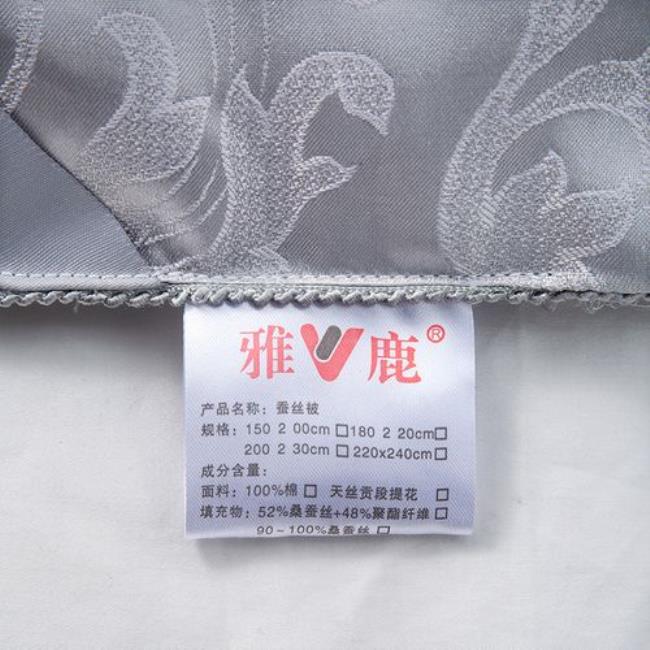 雅鹿®
产品名称：蚕丝被
规格：150 2 00cm □180 2 20cm□
200 2 30cm □220x240cm□
成分含量：
面料：100%棉 □ 天丝贡段提花 □
填充物：52%桑蚕丝+48%聚酯纤维□
90~100%桑蚕丝 □